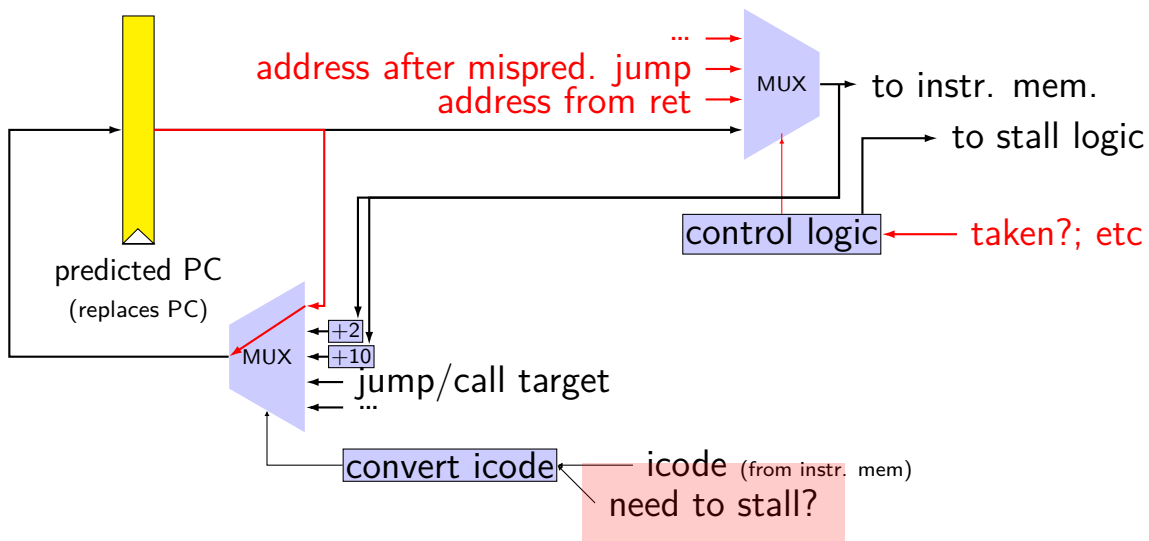 ...
address after mispred. jump
address from ret
MUX
to instr. mem.
to stall logic
control logic
taken?; etc
predicted PC
(replaces PC)
MUX
+2
+10
jump/call target
...
convert icode
icode (from instr. mem)
need to stall?